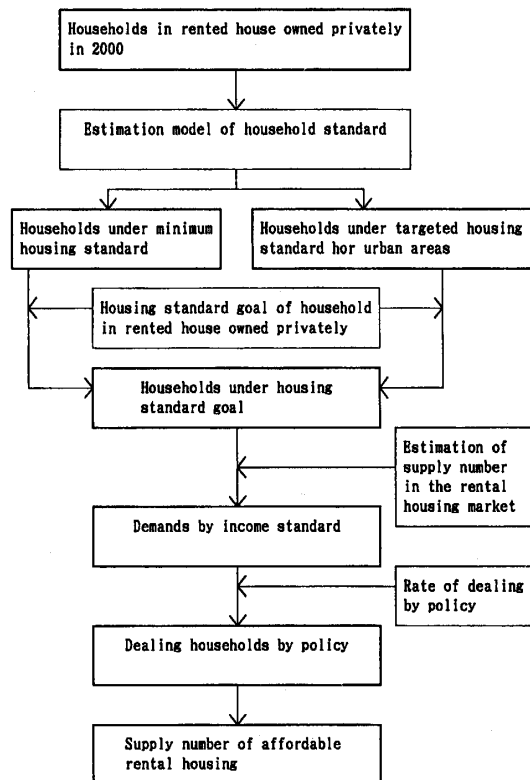 Households in rented house owned privately
in 2000
Estimation model of household standard
Households under minimum
housing standard
Households under targeted housing
standard hor urban areas
Housing standard goal of household
in rented house owned privately
Households under housing
standard goal
Estimation of
supply number
in the rental
housing market
Demands by income standard
Rate of dealing
by policy
Dealing households by policy
Supply number of affordable
rental housing